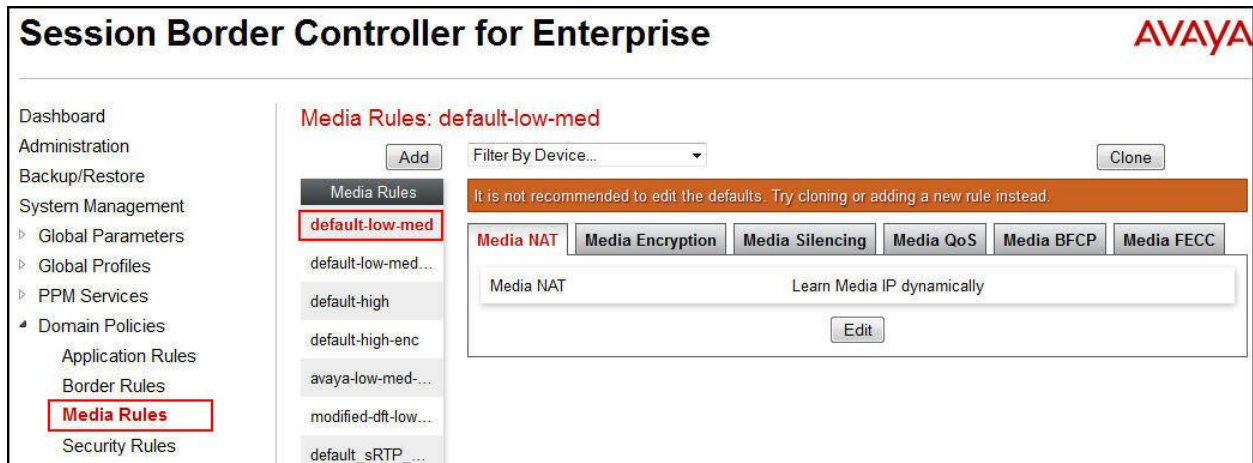 Session Border Controller for Enterprise
AVAYA
Dashboard
Administration
Backup/Restore
System Management
Global Parameters
Global Profiles
PPM Services
Domain Policies
Application Rules
Border Rules
Media Rules
Security Rules
Media Rules: default-low-med
Add
Filter By Device...
Clone
Media Rules
default-low-med
default-low-med...
default-high
default-high-enc
avaya-low-med-...
modified-dft-low...
default_sRTP_...
It is not recommended to edit the defaults. Try cloning or adding a new rule instead.
Media NAT Media Encryption Media Silencing Media QoS Media BFCP Media FECC
Media NAT Learn Media IP dynamically
Edit